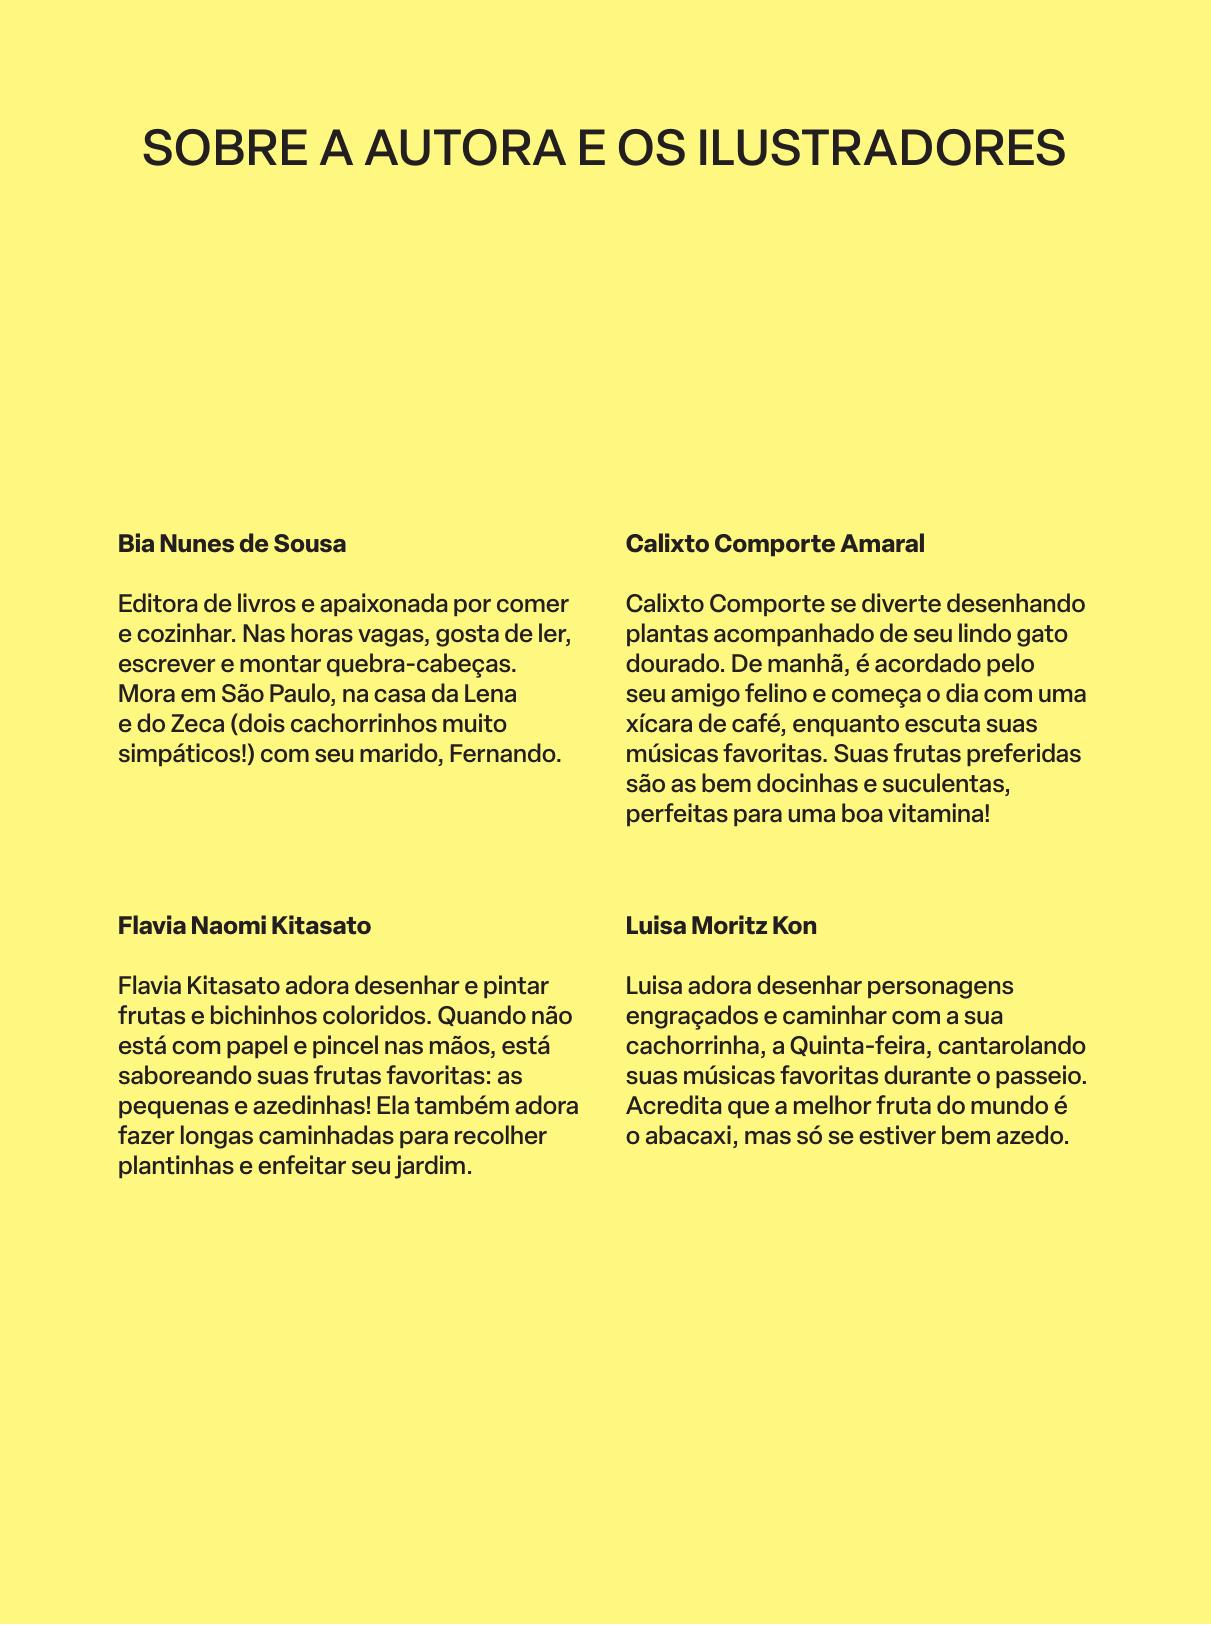 SOBRE A AUTORA E OS ILUSTRADORES
Bia Nunes de Sousa
Editora de livros e apaixonada por comer
e cozinhar. Nas horas vagas, gosta de ler,
escrever e montar quebra-cabeças.
Mora em São Paulo, na casa da Lena
e do Zeca (dois cachorrinhos muito
simpáticos!) com seu marido, Fernando.
Calixto Comporte Amaral
Calixto Comporte se diverte desenhando
plantas acompanhado de seu lindo gato
dourado. De manhã, é acordado pelo
seu amigo felino e começa o dia com uma
xícara de café, enquanto escuta suas
músicas favoritas. Suas frutas preferidas
são as bem docinhas e suculentas,
perfeitas para uma boa vitamina!
Flavia Naomi Kitasato
Flavia Kitasato adora desenhar e pintar
frutas e bichinhos coloridos. Quando não
está com papel e pincel nas mãos, está
saboreando suas frutas favoritas: as
pequenas e azedinhas! Ela também adora
fazer longas caminhadas para recolher
plantinhas e enfeitar seu jardim.
Luisa Moritz Kon
Luisa adora desenhar personagens
engraçados e caminhar com a sua
cachorrinha, a Quinta-feira, cantarolando
suas músicas favoritas durante o passeio.
Acredita que a melhor fruta do mundo é
o abacaxi, mas só se estiver bem azedo.